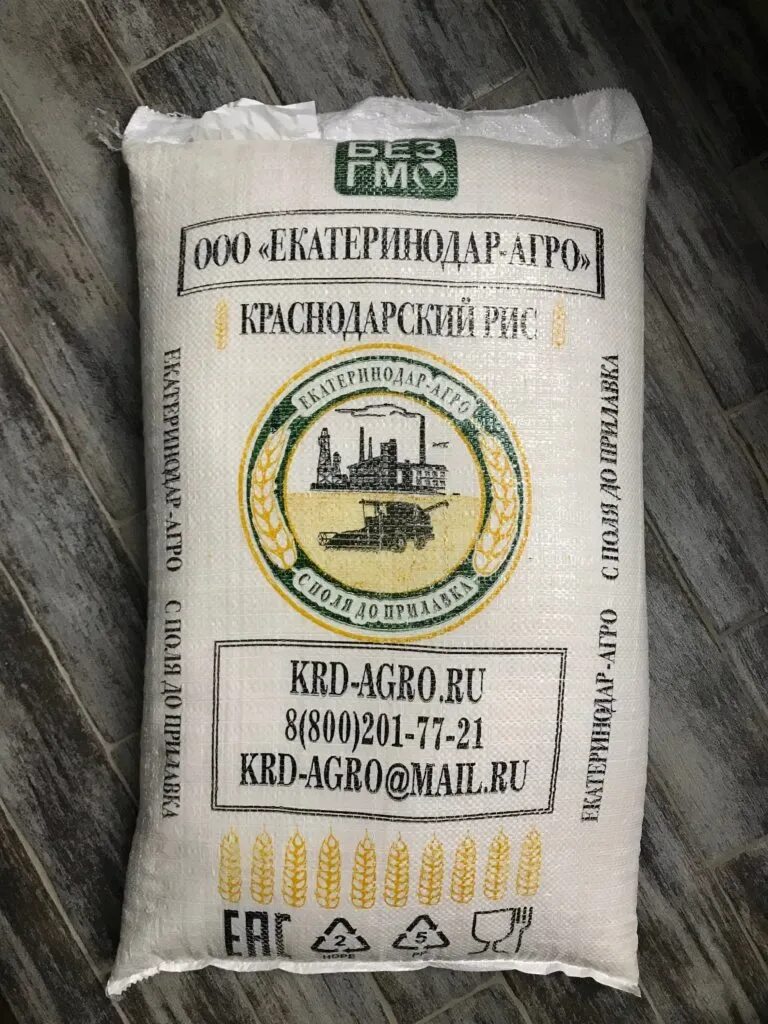 БЕЗ
ГМО
ООО «ЕКАТЕРИНОДАР-АГРО»
КРАСНОДАРСКИЙ РИС
ЕКАТЕРИНОДАР-АГРО
С ПОЛЯ ДО ПРИЛАВКА
ЕКАТЕРИНОДАР-АГРО С ПОЛЯ ДО ПРИЛАВКА
ЕКАТЕРИНОДАР-АГРО С ПОЛЯ ДО ПРИЛАВКА
KRD-AGRO.RU
8(800)201-77-21
KRD-AGRO@MAIL.RU
EAC
2
HDPE
5
PP